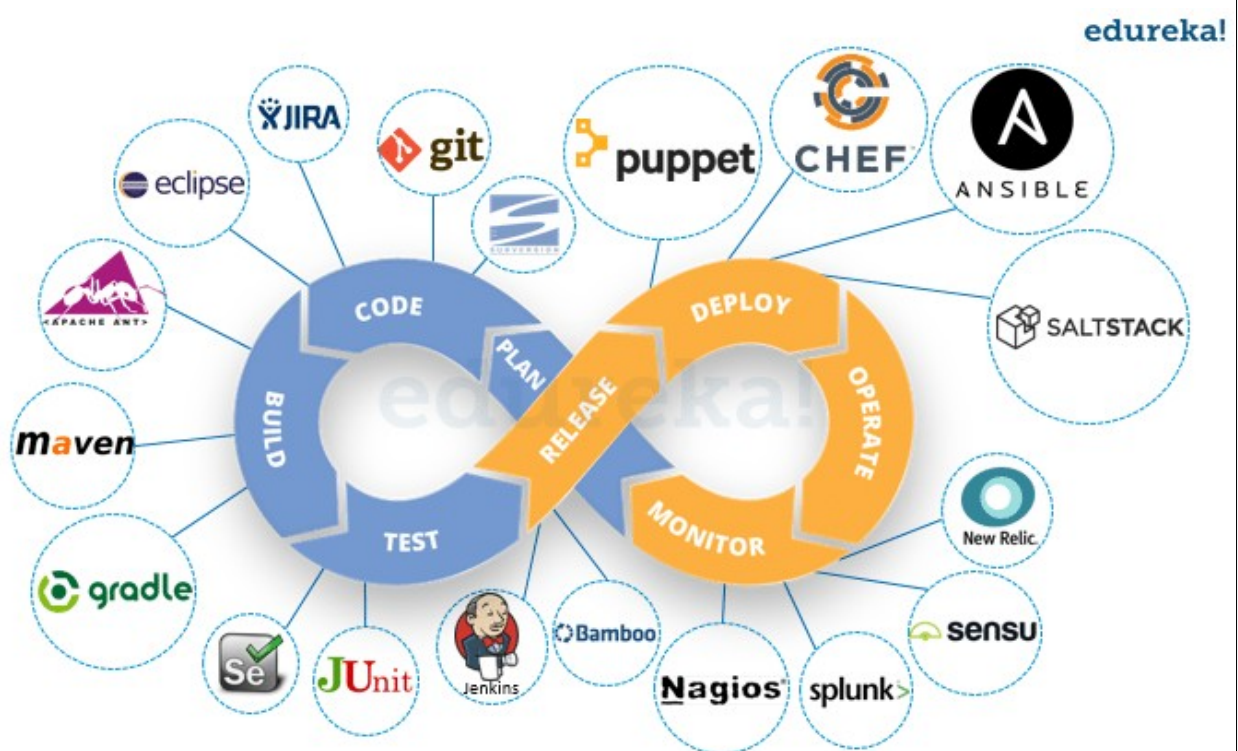 edureka!
JIRA
git
eclipse
SUBVERSION
puppet
CHEF
ANSIBLE
<APACHE ANT>
SALTSTACK
CODE
PLAN
DEPLOY
BUILD
edureka!
RELEASE
OPERATE
maven
TEST
MONITOR
New Relic.
gradle
Se
JUnit
Jenkins
Bamboo
Nagios®
splunk>
sensu